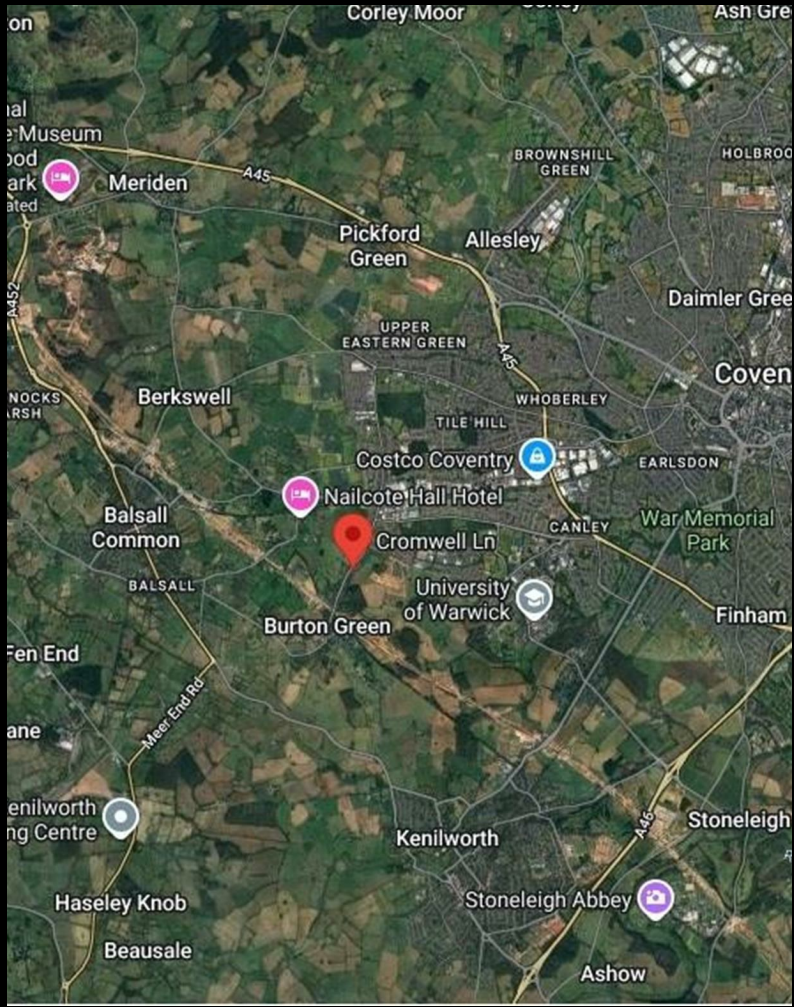 Corley Moor
Ash Gre
ton
nal
e Museum
ood
ark
ated
Meriden
A45
BROWNSHILL
GREEN
HOLBROO
Pickford
Green
Allesley
A452
Daimler Gree
UPPER
EASTERN GREEN
A45
Coven
NOCKS
ARSH
Berkswell
WHOBERLEY
TILE HILL
Costco Coventry
EARLSDON
Nailcote Hall Hotel
Balsall
Common
Cromwell Ln
CANLEY
War Memorial
Park
BALSALL
University
of Warwick
Burton Green
Finham
Fen End
Meer End Rd
ane
enilworth
ng Centre
Kenilworth
A46
Stoneleigh
Haseley Knob
Stoneleigh Abbey
Beausale
Ashow